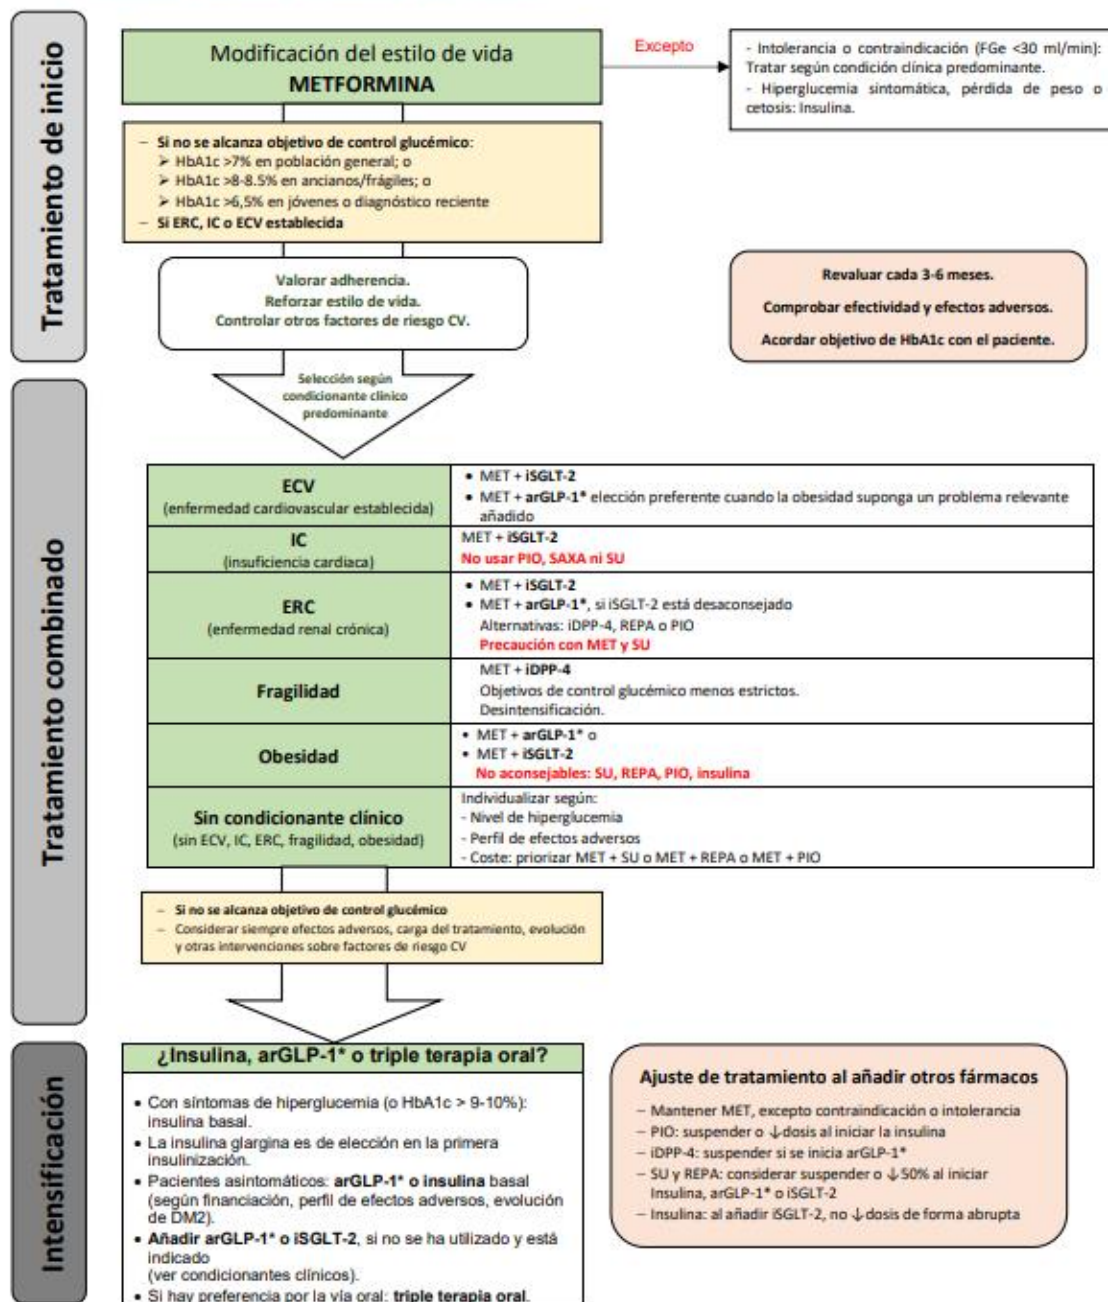 Tratamiento de inicio
Modificación del estilo de vida
METFORMINA
Excepto
- Intolerancia o contraindicación (FGe <30 ml/min):
Tratar según condición clínica predominante.
- Hiperglucemia sintomática, pérdida de peso o
cetosis: Insulina.
– Si no se alcanza objetivo de control glucémico:
➢ HbA1c >7% en población general; o
➢ HbA1c >8-8.5% en ancianos/frágiles; o
➢ HbA1c >6,5% en jóvenes o diagnóstico reciente
– Si ERC, IC o ECV establecida
Valorar adherencia.
Reforzar estilo de vida.
Controlar otros factores de riesgo CV.
Revaluar cada 3-6 meses.
Comprobar efectividad y efectos adversos.
Acordar objetivo de HbA1c con el paciente.
Selección según
condicionante clínico
predominante
Tratamiento combinado
ECV
(enfermedad cardiovascular establecida)
• MET + iSGLT-2
• MET + arGLP-1* elección preferente cuando la obesidad suponga un problema relevante
añadido
IC
(insuficiencia cardiaca)
MET + iSGLT-2
No usar PIO, SAXA ni SU
ERC
(enfermedad renal crónica)
• MET + iSGLT-2
• MET + arGLP-1*, si iSGLT-2 está desaconsejado
Alternativas: iDPP-4, REPA o PIO
Precaución con MET y SU
Fragilidad
MET + iDPP-4
Objetivos de control glucémico menos estrictos.
Desintensificación.
Obesidad
• MET + arGLP-1* o
• MET + iSGLT-2
No aconsejables: SU, REPA, PIO, insulina
Sin condicionante clínico
(sin ECV, IC, ERC, fragilidad, obesidad)
Individualizar según:
- Nivel de hiperglucemia
- Perfil de efectos adversos
- Coste: priorizar MET + SU o MET + REPA o MET + PIO
– Si no se alcanza objetivo de control glucémico
– Considerar siempre efectos adversos, carga del tratamiento, evolución
y otras intervenciones sobre factores de riesgo CV
Intensificación
¿Insulina, arGLP-1* o triple terapia oral?
• Con síntomas de hiperglucemia (o HbA1c > 9-10%):
insulina basal.
• La insulina glargina es de elección en la primera
insulinización.
• Pacientes asintomáticos: arGLP-1* o insulina basal
(según financiación, perfil de efectos adversos, evolución
de DM2).
• Añadir arGLP-1* o iSGLT-2, si no se ha utilizado y está
indicado
(ver condicionantes clínicos).
• Si hay preferencia por la vía oral: triple terapia oral.
Ajuste de tratamiento al añadir otros fármacos
– Mantener MET, excepto contraindicación o intolerancia
– PIO: suspender o ↓dosis al iniciar la insulina
– iDPP-4: suspender si se inicia arGLP-1*
– SU y REPA: considerar suspender o ↓50% al iniciar
Insulina, arGLP-1* o iSGLT-2
– Insulina: al añadir iSGLT-2, no ↓dosis de forma abrupta